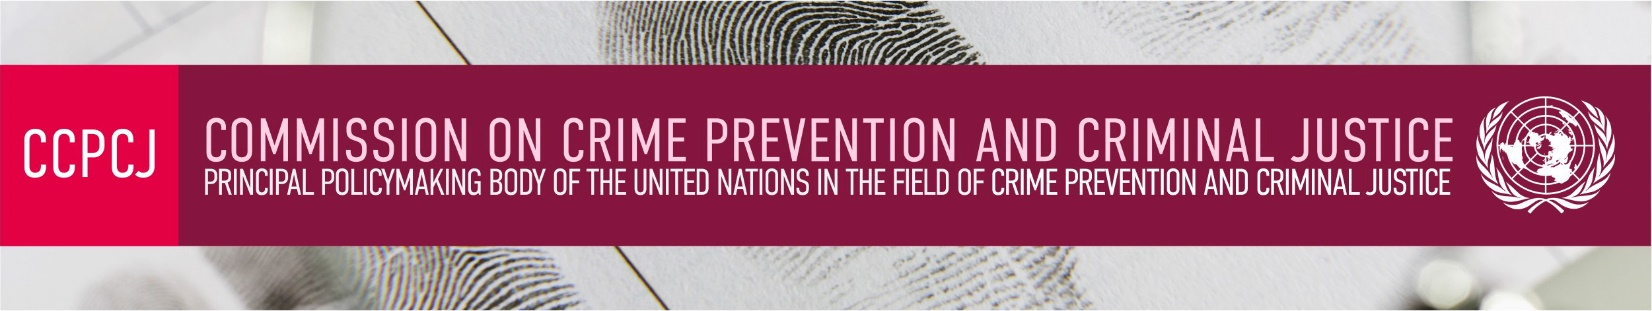 CCPCJ
COMMISSION ON CRIME PREVENTION AND CRIMINAL JUSTICE
PRINCIPAL POLICYMAKING BODY OF THE UNITED NATIONS IN THE FIELD OF CRIME PREVENTION AND CRIMINAL JUSTICE